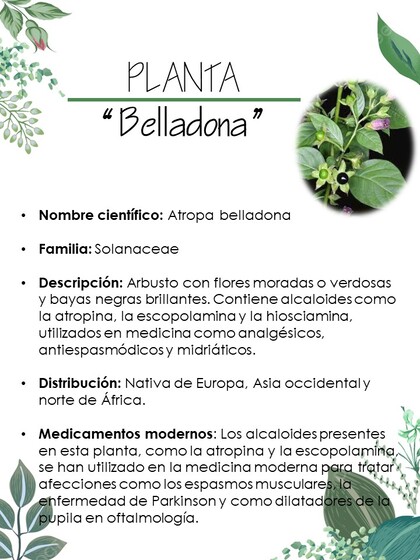 PLANTA
“Belladona”
• Nombre científico: Atropa belladona
• Familia: Solanaceae
• Descripción: Arbusto con flores moradas o verdosas
y bayas negras brillantes. Contiene alcaloides como
la atropina, la escopolamina y la hiosciamina,
utilizados en medicina como analgésicos,
antiespasmódicos y midriáticos.
• Distribución: Nativa de Europa, Asia occidental y
norte de África.
• Medicamentos modernos: Los alcaloides presentes
en esta planta, como la atropina y la escopolamina,
se han utilizado en la medicina moderna para tratar
afecciones como los espasmos musculares, la
enfermedad de Parkinson y como dilatadores de la
pupila en oftalmología.